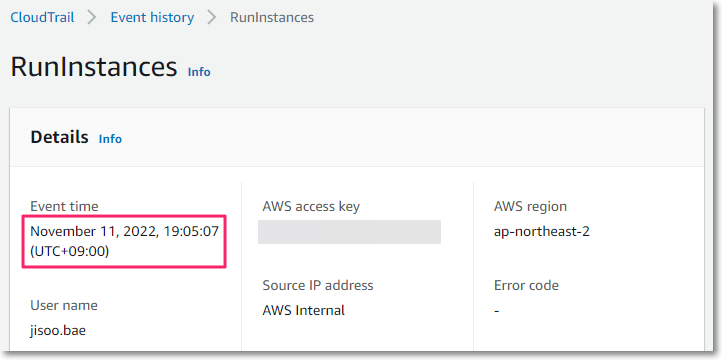 CloudTrail > Event history > RunInstances
RunInstances Info
Details Info
Event time
November 11, 2022, 19:05:07
(UTC+09:00)
User name
jisoo.bae
AWS access key
Source IP address
AWS Internal
AWS region
ap-northeast-2
Error code
-